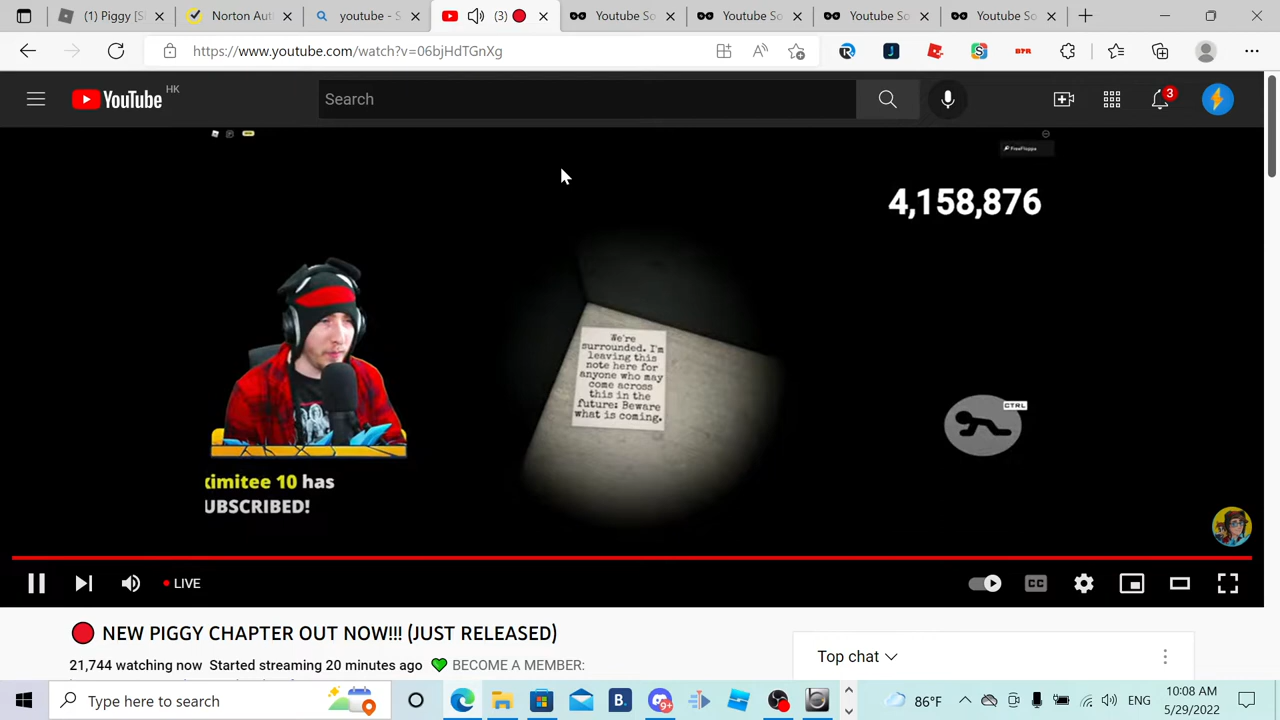 (1) Piggy [S
Norton Aut
youtube - S
(3)
Youtube So
Youtube So
Youtube So
Youtube So
https://www.youtube.com/watch?v=06bjHdTGnXg
YouTube HK
Search
3
FreeFloppa
4,158,876
We're
surrounded. I'm
leaving this
note here for
anyone who may
come across
this in the
future: Beware
what is coming.
CTRL
ximitee 10 has
UBSCRIBED!
LIVE
CC
NEW PIGGY CHAPTER OUT NOW!!! (JUST RELEASED)
21,744 watching now Started streaming 20 minutes ago 💚 BECOME A MEMBER:
Top chat
Type here to search
B.
9+
86°F
ENG
10:08 AM
5/29/2022